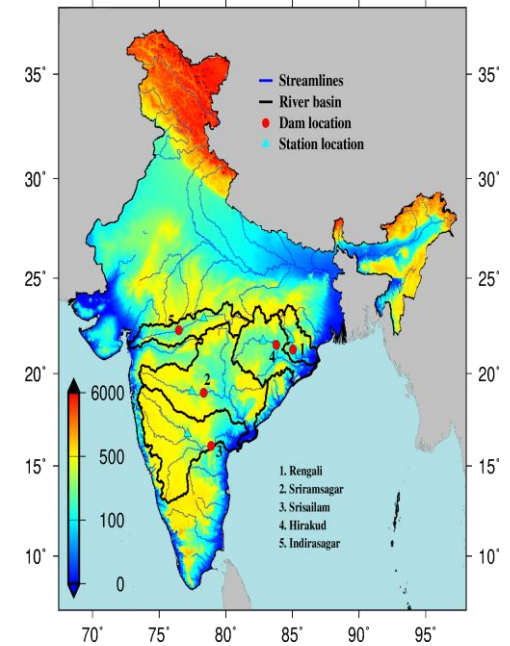 35˚
35˚
Streamlines
River basin
Dam location
Station location
30˚
30˚
25˚
25˚
5
4
1
20˚
20˚
6000
2
500
3
15˚
15˚
1. Rengali
2. Sriramsagar
3. Srisailam
4. Hirakud
5. Indirasagar
100
10˚
10˚
0
70˚ 75˚ 80˚ 85˚ 90˚ 95˚